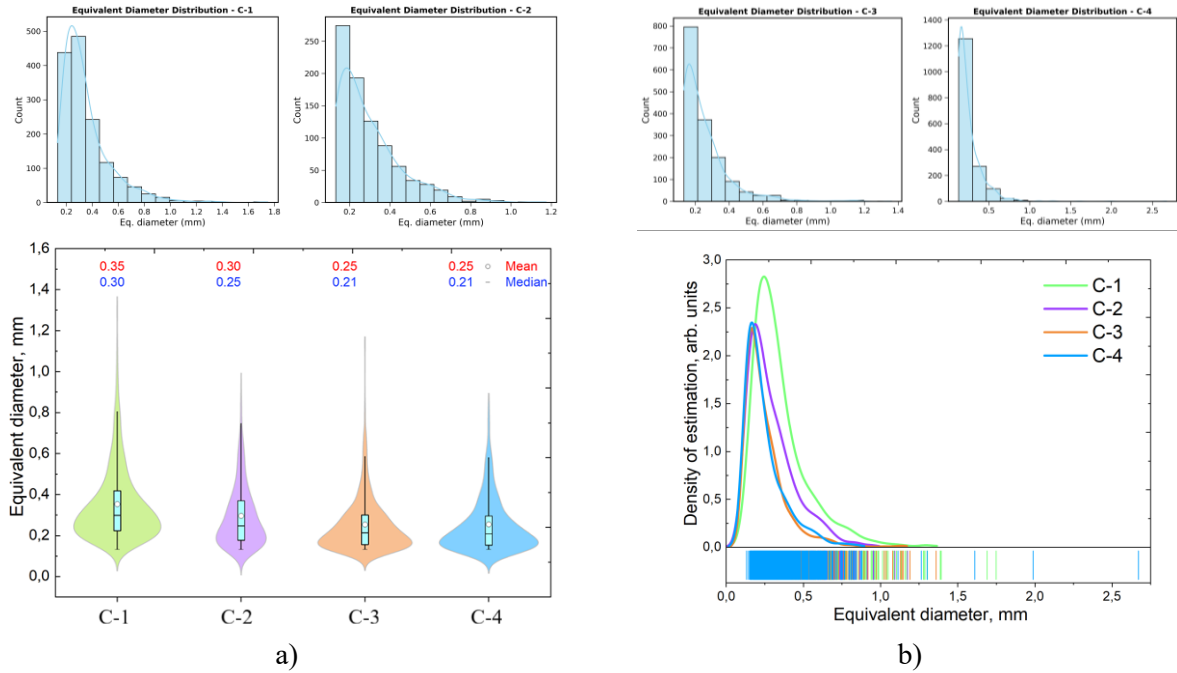 Equivalent Diameter Distribution - C-1
500
400
300
200
100
0
Count
0.2 0.4 0.6 0.8 1.0 1.2 1.4 1.6 1.8
Eq. diameter (mm)
Equivalent Diameter Distribution - C-2
250
200
150
100
50
0
Count
0.2 0.4 0.6 0.8 1.0 1.2
Eq. diameter (mm)
Equivalent Diameter Distribution - C-3
800
700
600
500
400
300
200
100
0
Count
0.2 0.4 0.6 0.8 1.0 1.2 1.4
Eq. diameter (mm)
Equivalent Diameter Distribution - C-4
1400
1200
1000
800
600
400
200
0
Count
0.5 1.0 1.5 2.0 2.5
Eq. diameter (mm)
1,6
1,4
1,2
1,0
0,8
0,6
0,4
0,2
0,0
Equivalent diameter, mm
0.35 0.30 0.25 0.25 Mean
0.30 0.25 0.21 0.21 Median
C-1 C-2 C-3 C-4
a)
3,0
2,5
2,0
1,5
1,0
0,5
0,0
Density of estimation, arb. units
C-1
C-2
C-3
C-4
0,0 0,5 1,0 1,5 2,0 2,5
Equivalent diameter, mm
b)